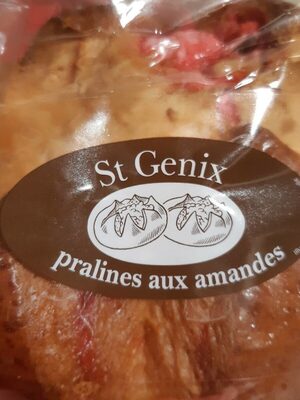 St Genix
pralines aux amandes